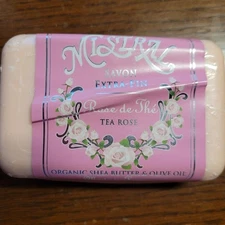 MISTRAL
SAVON
EXTRA-FIN
Rose de Thé
TEA ROSE
ORGANIC SHEA BUTTER & OLIVE OIL